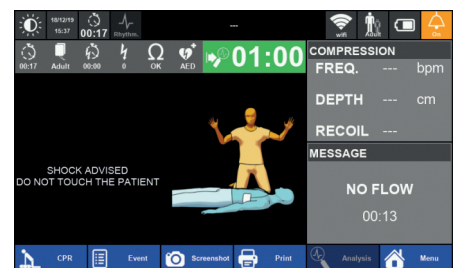 18/12/19
15:37
00:17
Rhythm.
---
wifi
Adult
On
00:17
Adult
00:00
4
Ω
OK
AED
01:00
COMPRESSION
FREQ. --- bpm
DEPTH --- cm
RECOIL ---
SHOCK ADVISED
DO NOT TOUCH THE PATIENT
MESSAGE
NO FLOW
00:13
CPR
Event
Screenshot
Print
Analysis
Menu